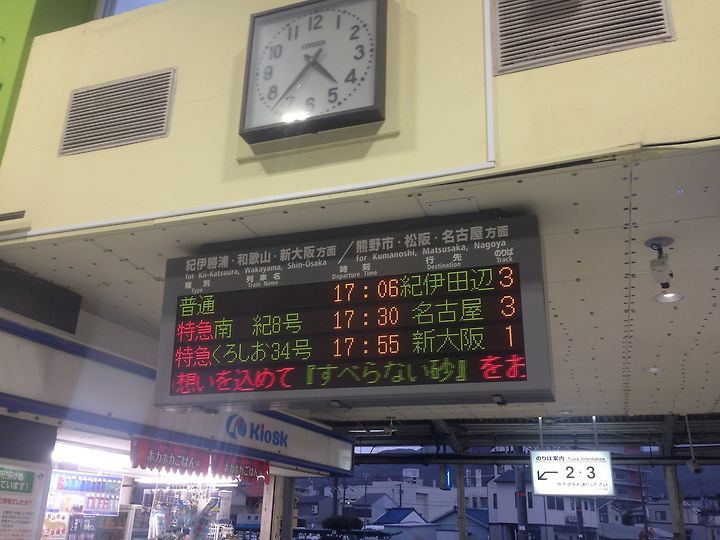 12
1
2
3
4
5
6
7
8
9
10
11
CITIZEN
紀伊勝浦・和歌山・新大阪方面 / 熊野市・松阪・名古屋方面
for Kii-Katsuura, Wakayama, Shin-Osaka for Kumanoshi, Matsusaka, Nagoya
種別 列車名 時刻 行先 のりば
Type Train Name Departure Time Destination Track
普通 17:06 紀伊田辺 3
特急 南 紀8号 17:30 名古屋 3
特急 くろしお34号 17:55 新大阪 1
想いを込めて『すべらない砂』をお
Kiosk
ホカホカごはん
のりば案内 Track Information
↙ 2・3